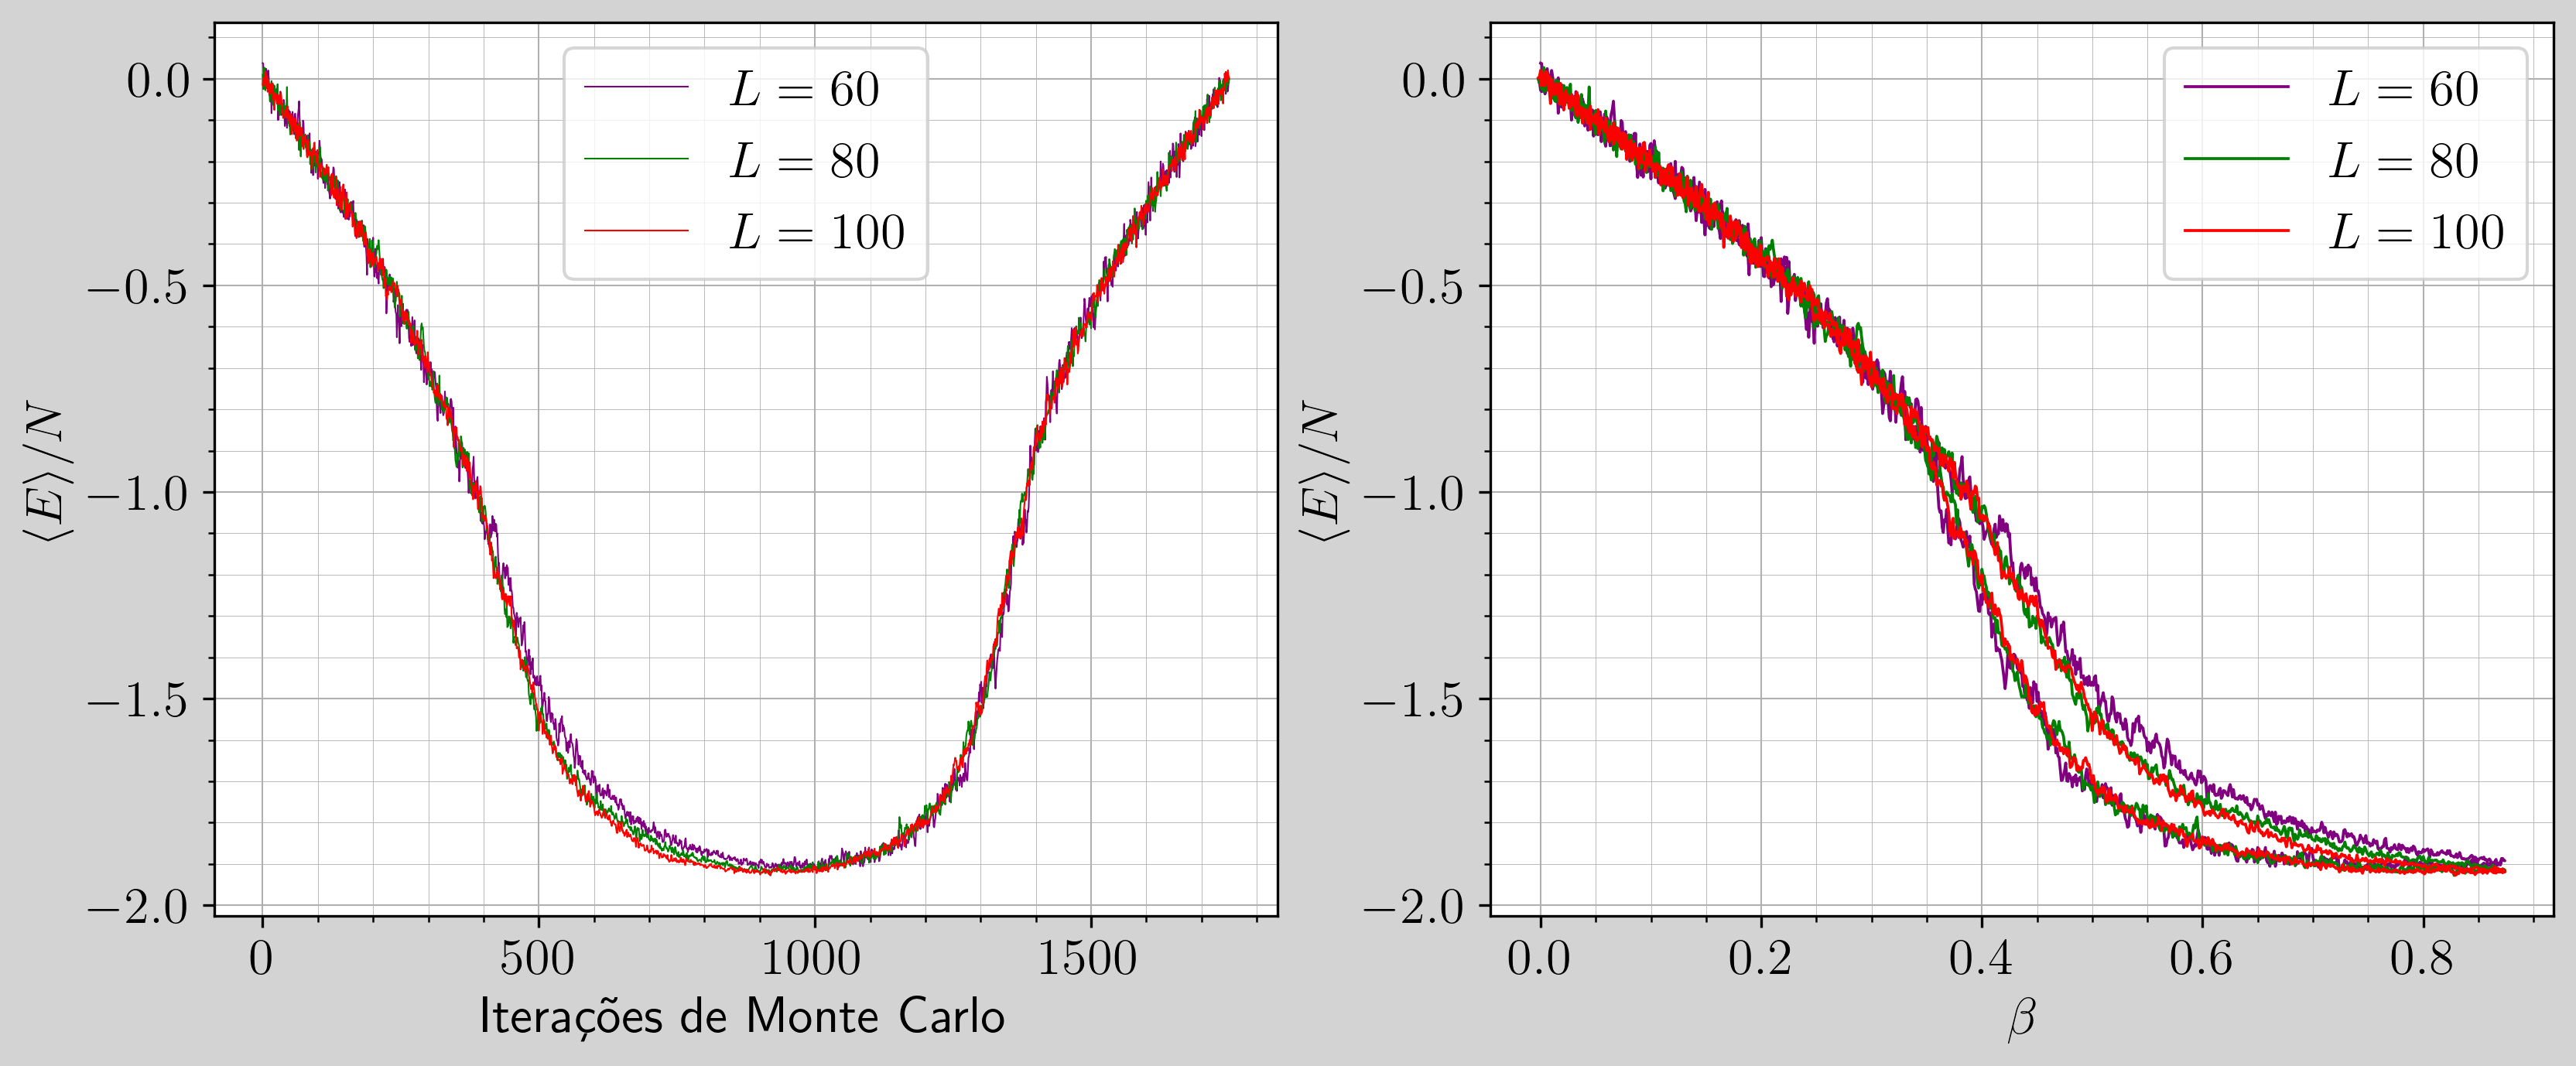 ⟨E⟩/N
0.0
−0.5
−1.0
−1.5
−2.0
0 500 1000 1500
Iterações de Monte Carlo
L = 60
L = 80
L = 100
⟨E⟩/N
0.0
−0.5
−1.0
−1.5
−2.0
0.0 0.2 0.4 0.6 0.8
β
L = 60
L = 80
L = 100